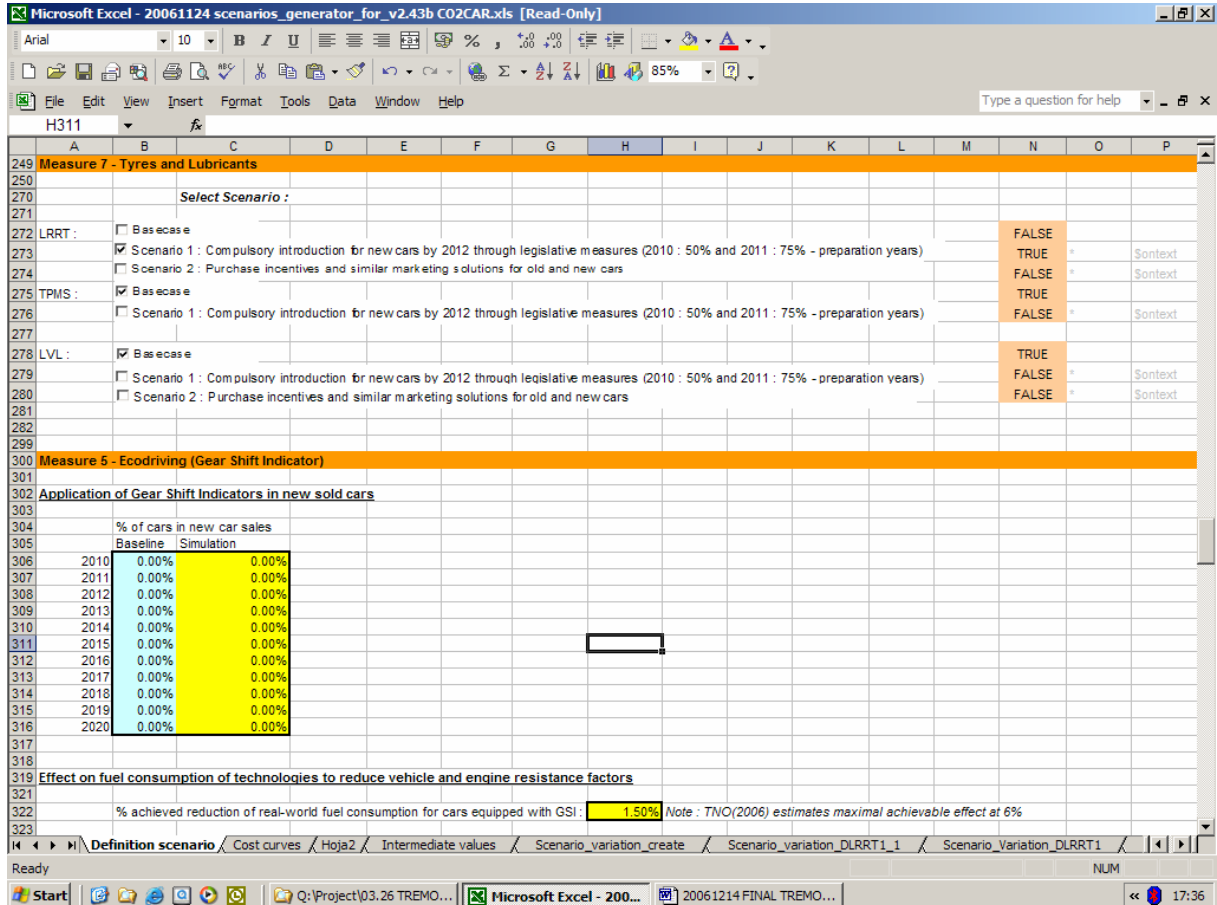 Microsoft Excel - 20061124 scenarios_generator_for_v2.43b CO2CAR.xls [Read-Only]
Arial 10 B I U
85%
File Edit View Insert Format Tools Data Window Help Type a question for help
H311 fx
A B C D E F G H I J K L M N O P
249 Measure 7 - Tyres and Lubricants
250
270 Select Scenario :
271
272 LRRT : Basecase FALSE
273 Scenario 1 : Compulsory introduction for new cars by 2012 through legislative measures (2010 : 50% and 2011 : 75% - preparation years) TRUE * $ontext
274 Scenario 2 : Purchase incentives and similar marketing solutions for old and new cars FALSE * $ontext
275 TPMS : Basecase TRUE
276 Scenario 1 : Compulsory introduction for new cars by 2012 through legislative measures (2010 : 50% and 2011 : 75% - preparation years) FALSE * $ontext
277
278 LVL : Basecase TRUE
279 Scenario 1 : Compulsory introduction for new cars by 2012 through legislative measures (2010 : 50% and 2011 : 75% - preparation years) FALSE * $ontext
280 Scenario 2 : Purchase incentives and similar marketing solutions for old and new cars FALSE * $ontext
281
282
299
300 Measure 5 - Ecodriving (Gear Shift Indicator)
301
302 Application of Gear Shift Indicators in new sold cars
303
304 % of cars in new car sales
305 Baseline Simulation
306 2010 0.00% 0.00%
307 2011 0.00% 0.00%
308 2012 0.00% 0.00%
309 2013 0.00% 0.00%
310 2014 0.00% 0.00%
311 2015 0.00% 0.00%
312 2016 0.00% 0.00%
313 2017 0.00% 0.00%
314 2018 0.00% 0.00%
315 2019 0.00% 0.00%
316 2020 0.00% 0.00%
317
318
319 Effect on fuel consumption of technologies to reduce vehicle and engine resistance factors
321
322 % achieved reduction of real-world fuel consumption for cars equipped with GSI : 1.50% Note : TNO(2006) estimates maximal achievable effect at 6%
323
Definition scenario Cost curves Hoja2 Intermediate values Scenario_variation_create Scenario_variation_DLRRT1_1 Scenario_Variation_DLRRT1
Ready NUM
Start Q:\Project\03.26 TREMO... Microsoft Excel - 200... 20061214 FINAL TREMO... « 17:36